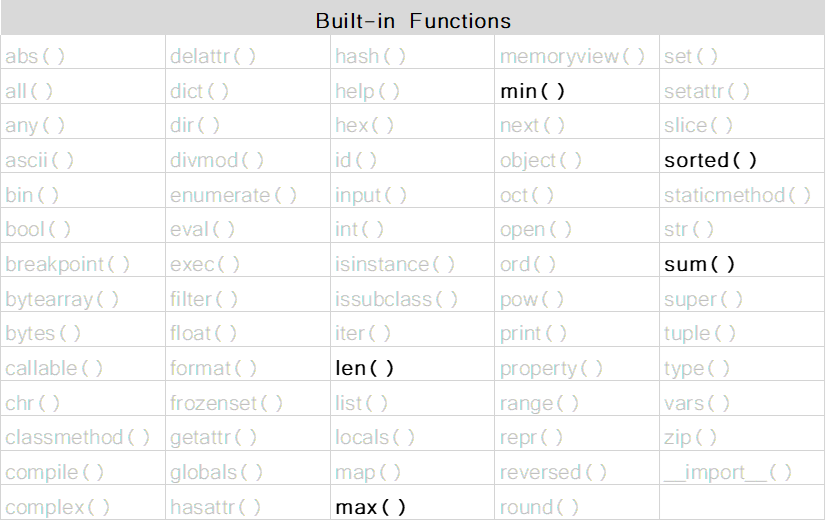 Built-in Functions
abs() delattr() hash() memoryview() set()
all() dict() help() min() setattr()
any() dir() hex() next() slice()
ascii() divmod() id() object() sorted()
bin() enumerate() input() oct() staticmethod()
bool() eval() int() open() str()
breakpoint() exec() isinstance() ord() sum()
bytearray() filter() issubclass() pow() super()
bytes() float() iter() print() tuple()
callable() format() len() property() type()
chr() frozenset() list() range() vars()
classmethod() getattr() locals() repr() zip()
compile() globals() map() reversed() __import__()
complex() hasattr() max() round()